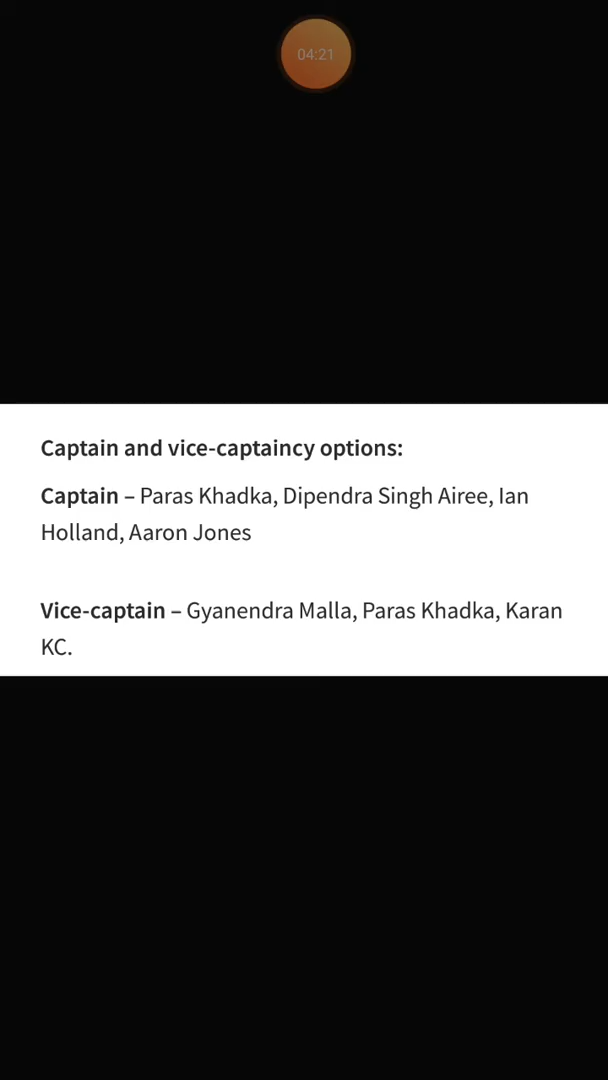 04:21
Captain and vice-captaincy options:
Captain – Paras Khadka, Dipendra Singh Airee, Ian
Holland, Aaron Jones
Vice-captain – Gyanendra Malla, Paras Khadka, Karan
KC.